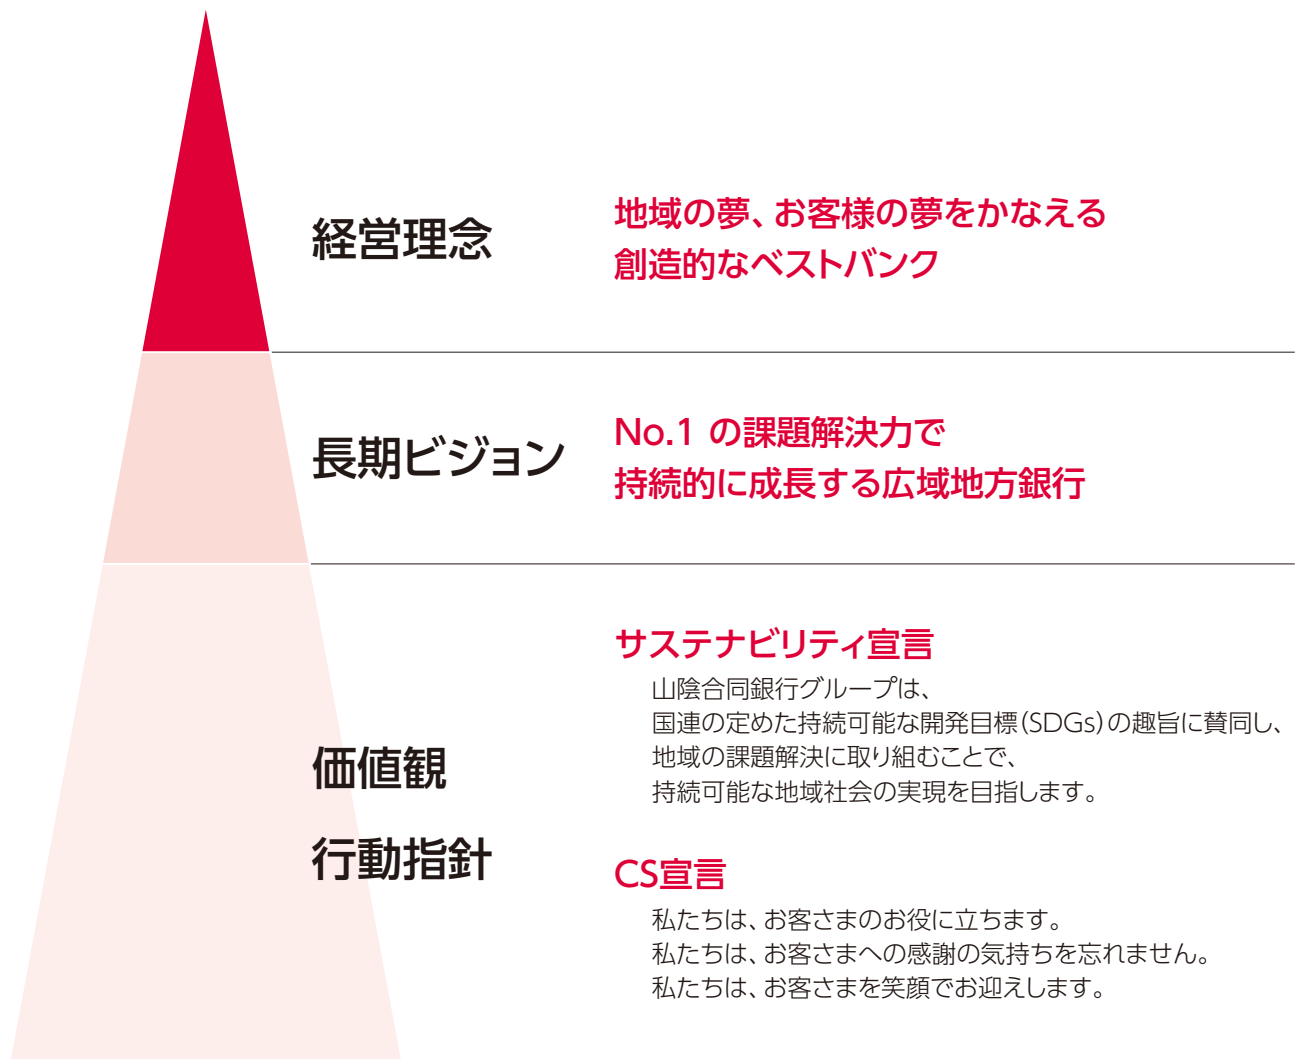 経営理念
地域の夢、お客様の夢をかなえる
創造的なベストバンク
長期ビジョン
No.1 の課題解決力で
持続的に成長する広域地方銀行
価値観
行動指針
サステナビリティ宣言
山陰合同銀行グループは、
国連の定めた持続可能な開発目標(SDGs)の趣旨に賛同し、
地域の課題解決に取り組むことで、
持続可能な地域社会の実現を目指します。
CS宣言
私たちは、お客さまのお役に立ちます。
私たちは、お客さまへの感謝の気持ちを忘れません。
私たちは、お客さまを笑顔でお迎えします。